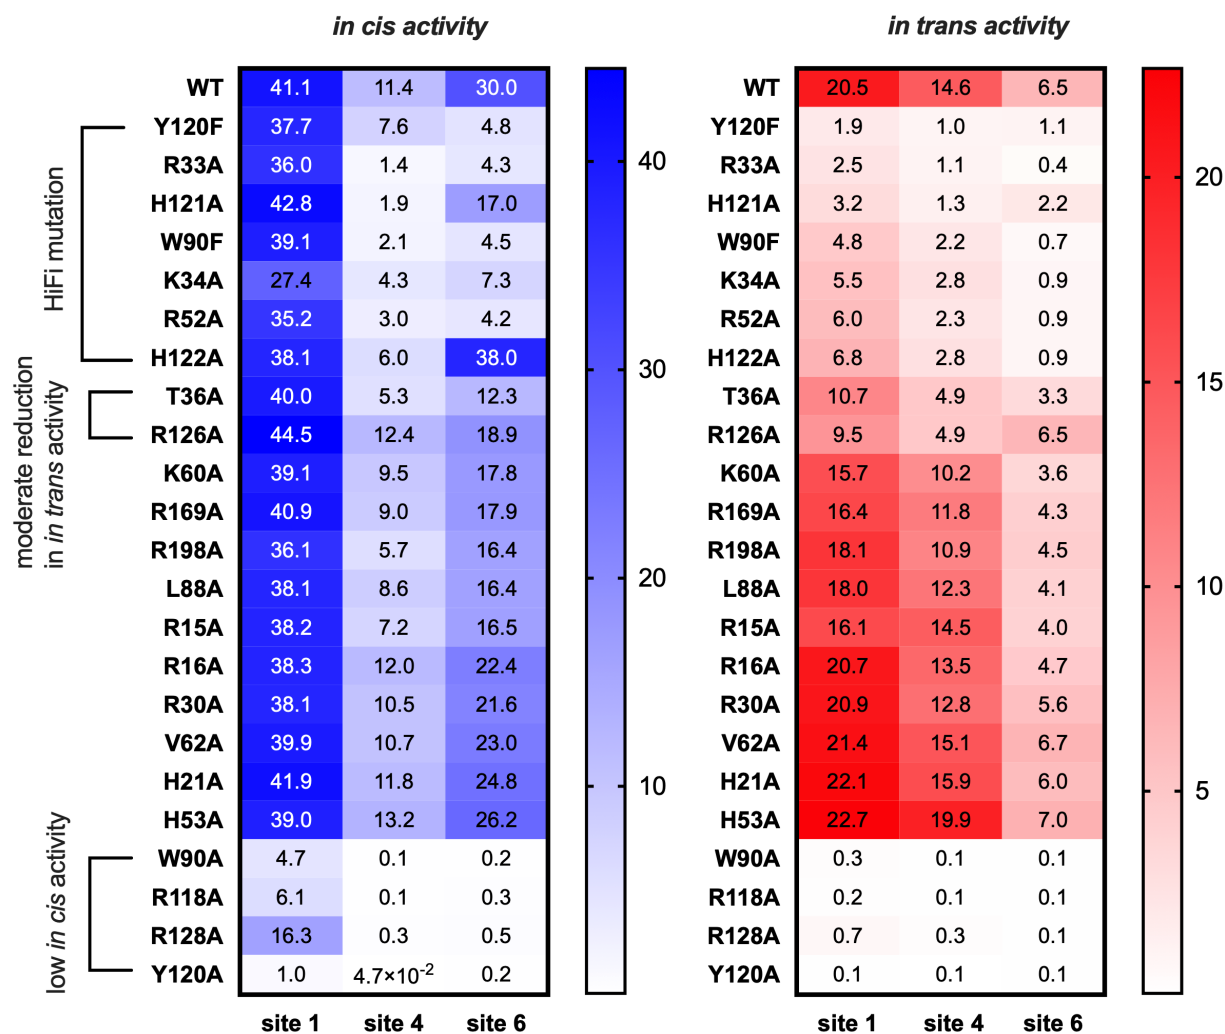 in cis activity
in trans activity
WT 41.1 11.4 30.0 20.5 14.6 6.5
Y120F 37.7 7.6 4.8 1.9 1.0 1.1
R33A 36.0 1.4 4.3 2.5 1.1 0.4
H121A 42.8 1.9 17.0 3.2 1.3 2.2
W90F 39.1 2.1 4.5 4.8 2.2 0.7
K34A 27.4 4.3 7.3 5.5 2.8 0.9
R52A 35.2 3.0 4.2 6.0 2.3 0.9
H122A 38.1 6.0 38.0 6.8 2.8 0.9
T36A 40.0 5.3 12.3 10.7 4.9 3.3
R126A 44.5 12.4 18.9 9.5 4.9 6.5
K60A 39.1 9.5 17.8 15.7 10.2 3.6
R169A 40.9 9.0 17.9 16.4 11.8 4.3
R198A 36.1 5.7 16.4 18.1 10.9 4.5
L88A 38.1 8.6 16.4 18.0 12.3 4.1
R15A 38.2 7.2 16.5 16.1 14.5 4.0
R16A 38.3 12.0 22.4 20.7 13.5 4.7
R30A 38.1 10.5 21.6 20.9 12.8 5.6
V62A 39.9 10.7 23.0 21.4 15.1 6.7
H21A 41.9 11.8 24.8 22.1 15.9 6.0
H53A 39.0 13.2 26.2 22.7 19.9 7.0
W90A 4.7 0.1 0.2 0.3 0.1 0.1
R118A 6.1 0.1 0.3 0.2 0.1 0.1
R128A 16.3 0.3 0.5 0.7 0.3 0.1
Y120A 1.0 4.7×10⁻² 0.2 0.1 0.1 0.1
site 1 site 4 site 6
site 1 site 4 site 6
HiFi mutation
moderate reduction
in in trans activity
low in cis activity
40
30
20
10
WT
Y120F
R33A
H121A
W90F
K34A
R52A
H122A
T36A
R126A
K60A
R169A
R198A
L88A
R15A
R16A
R30A
V62A
H21A
H53A
W90A
R118A
R128A
Y120A
20
15
10
5